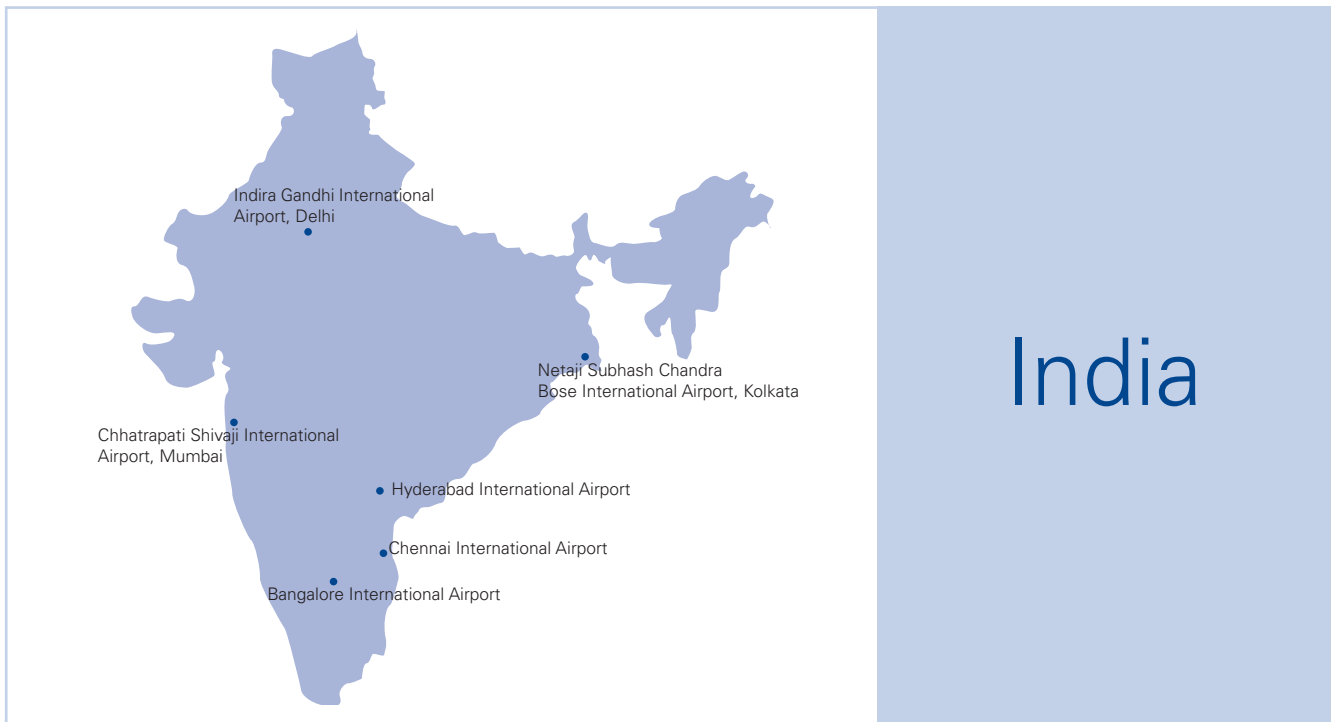 Indira Gandhi International
Airport, Delhi
Netaji Subhash Chandra
Bose International Airport, Kolkata
India
Chhatrapati Shivaji International
Airport, Mumbai
Hyderabad International Airport
Chennai International Airport
Bangalore International Airport